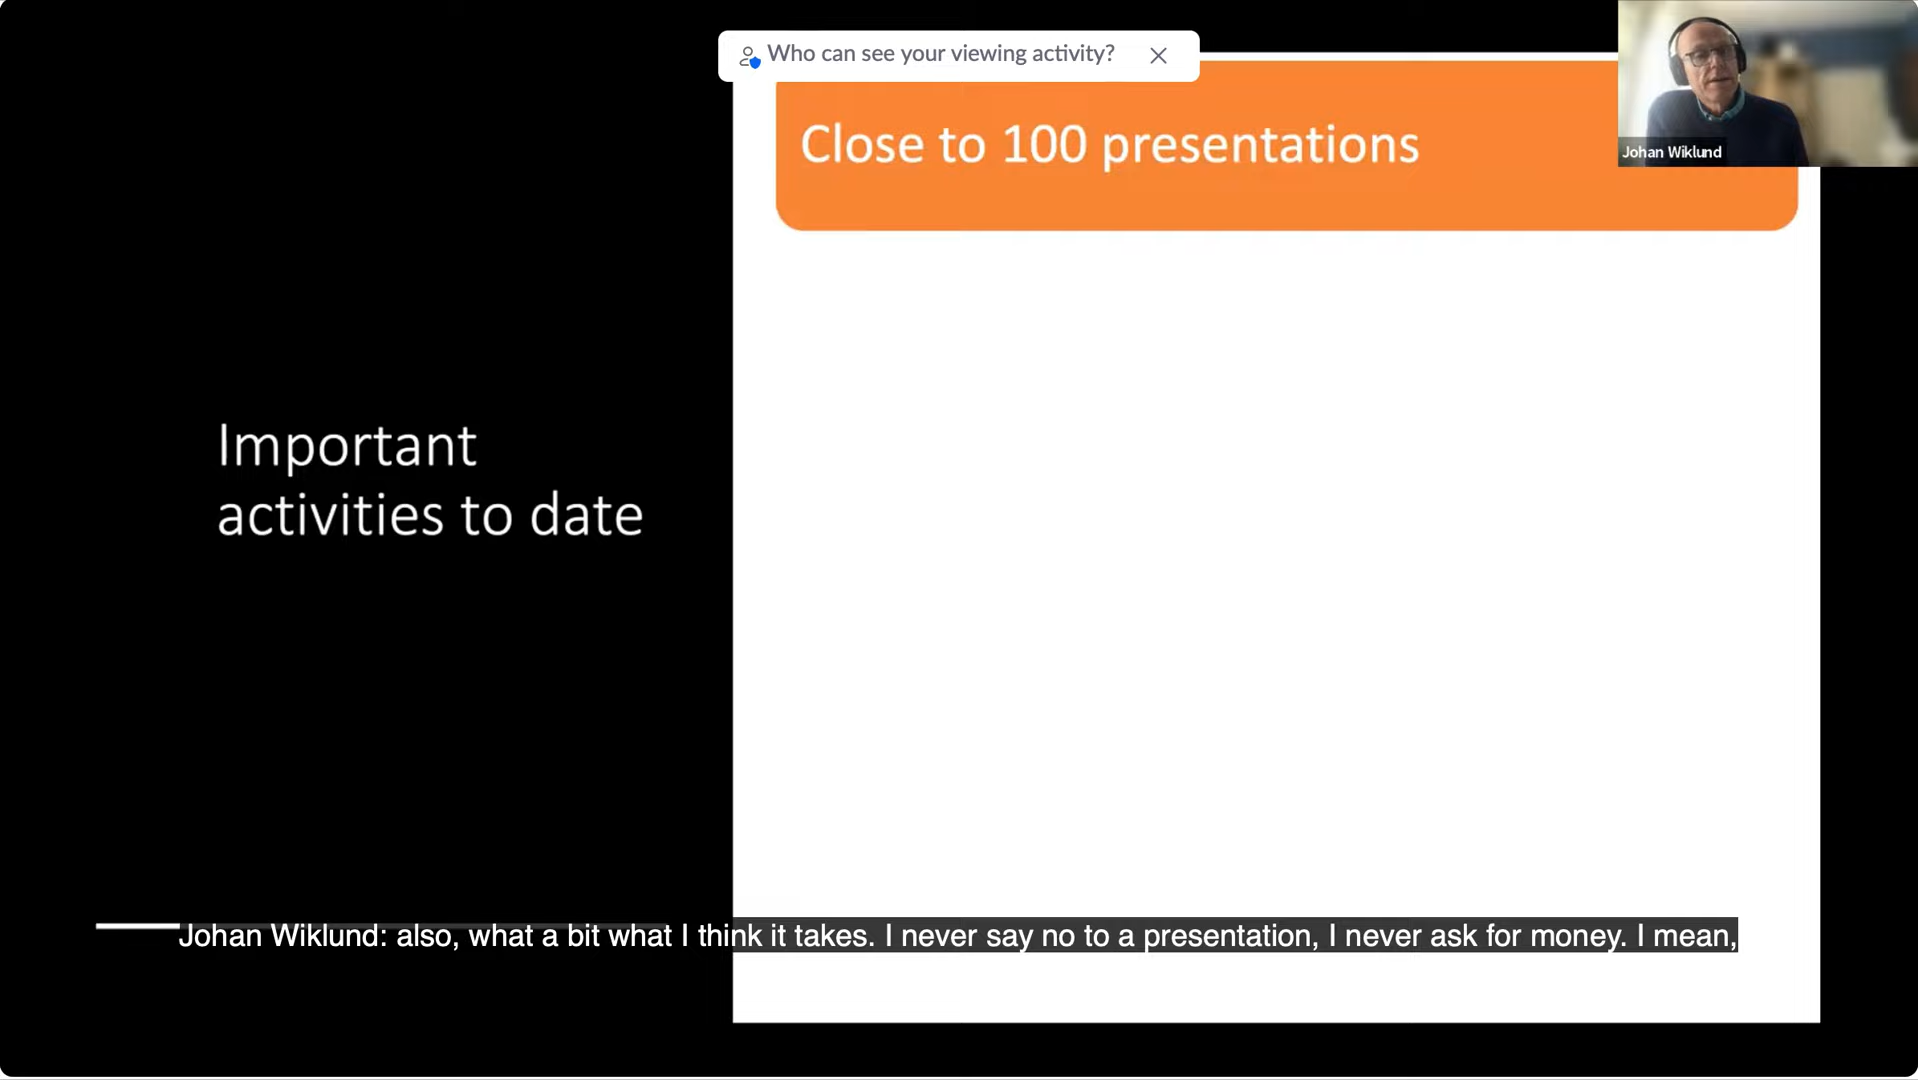 Who can see your viewing activity?
Close to 100 presentations
Johan Wiklund
Important
activities to date
Johan Wiklund: also, what a bit what I think it takes. I never say no to a presentation, I never ask for money. I mean,